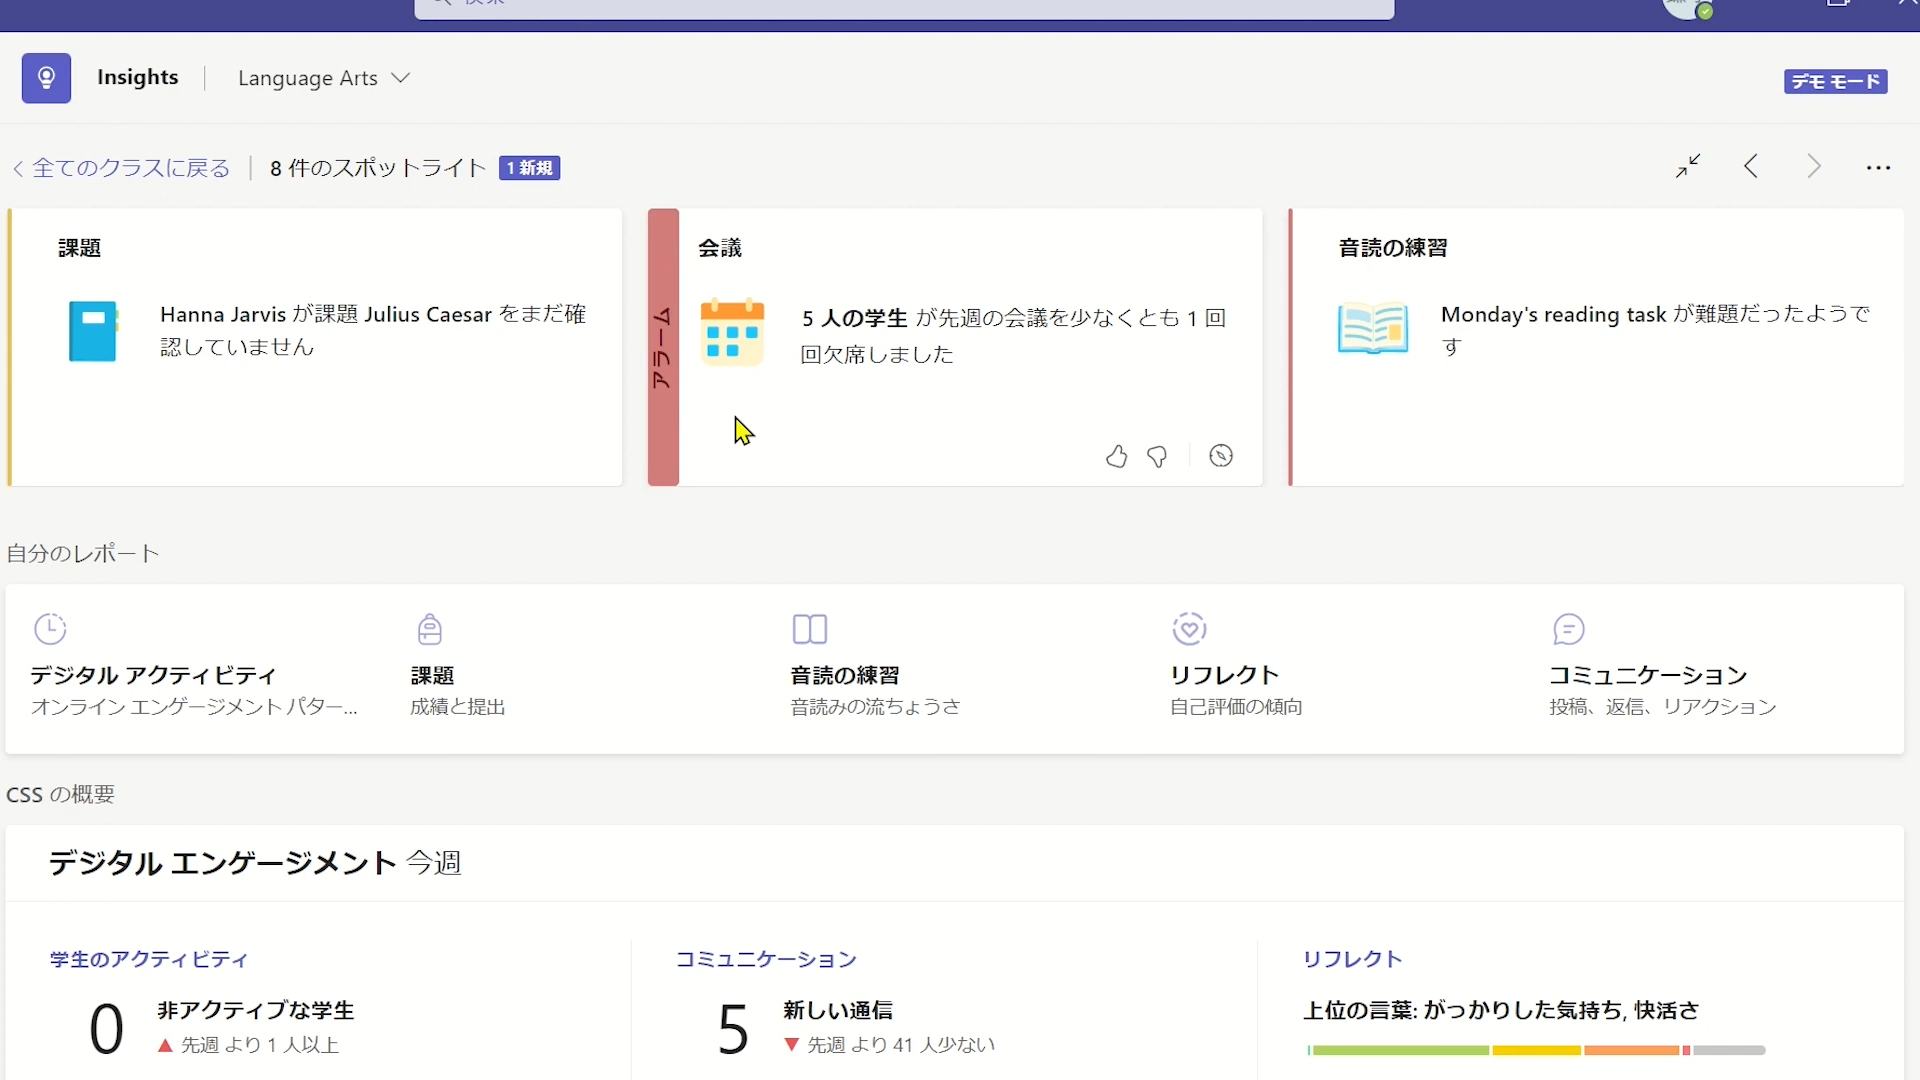 検索
Insights
Language Arts
デモ モード
全てのクラスに戻る
8 件のスポットライト
1 新規
課題
Hanna Jarvis が課題 Julius Caesar をまだ確
認していません
アラーム
会議
5 人の学生 が先週の会議を少なくとも 1 回
回欠席しました
音読の練習
Monday's reading task が難題だったようで
す
自分のレポート
デジタル アクティビティ
オンライン エンゲージメント パター...
課題
成績と提出
音読の練習
音読みの流ちょうさ
リフレクト
自己評価の傾向
コミュニケーション
投稿、返信、リアクション
CSS の概要
デジタル エンゲージメント 今週
学生のアクティビティ
0
非アクティブな学生
▲ 先週 より 1 人以上
コミュニケーション
5
新しい通信
▼ 先週 より 41 人少ない
リフレクト
上位の言葉: がっかりした気持ち, 快活さ